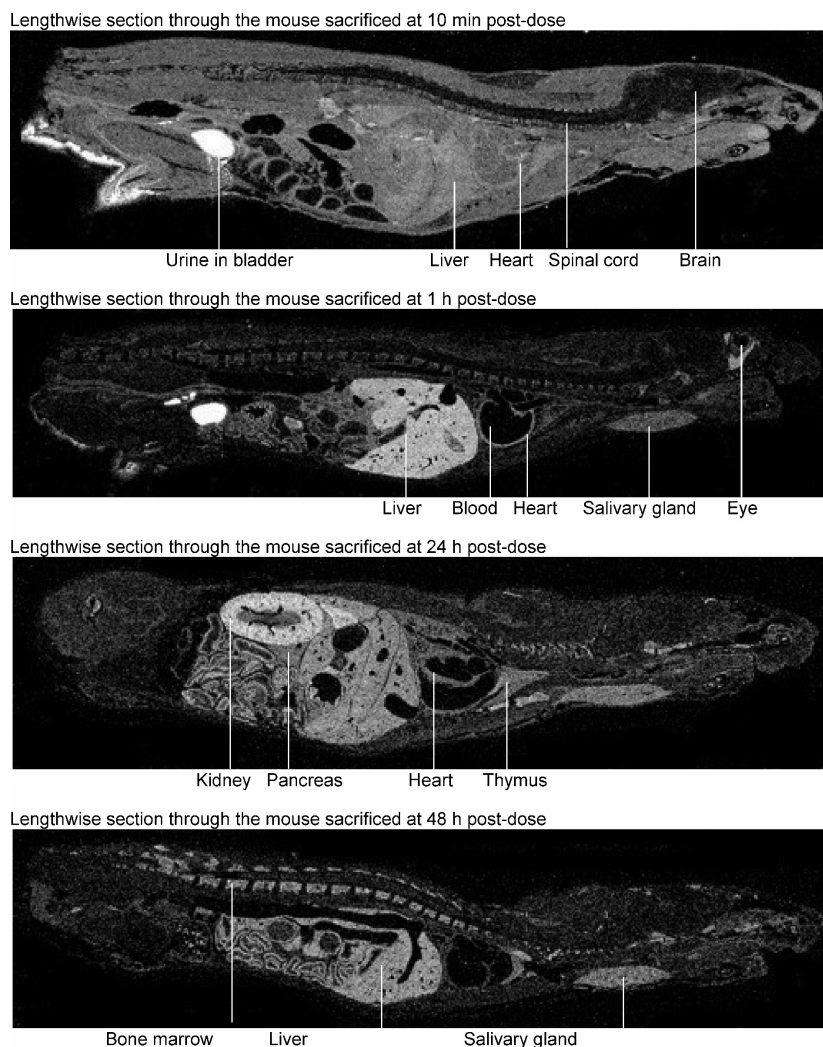 Lengthwise section through the mouse sacrificed at 10 min post-dose
Urine in bladder Liver Heart Spinal cord Brain
Lengthwise section through the mouse sacrificed at 1 h post-dose
Liver Blood Heart Salivary gland Eye
Lengthwise section through the mouse sacrificed at 24 h post-dose
Kidney Pancreas Heart Thymus
Lengthwise section through the mouse sacrificed at 48 h post-dose
Bone marrow Liver Salivary gland